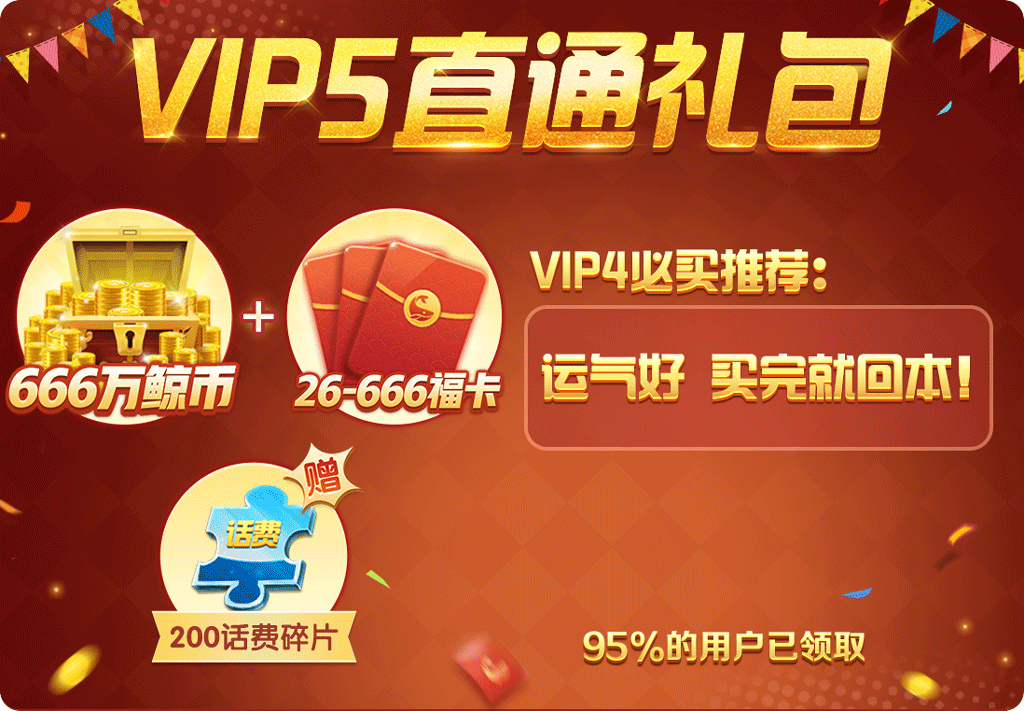 VIP5直通礼包
VIP4必买推荐：
运气好 买完就回本！
666万鲸币
+
26-666福卡
赠
话费
200话费碎片
95%的用户已领取